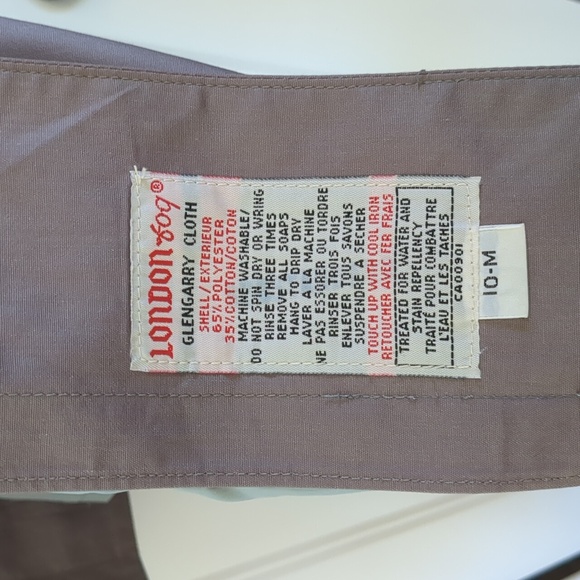 LONDON fog®
GLENGARRY CLOTH
SHELL/EXTERIEUR
65% POLYESTER
35% COTTON/COTON
MACHINE WASHABLE/
DO NOT SPIN DRY OR WRING
RINSE THREE TIMES
REMOVE ALL SOAPS
HANG TO DRIP DRY
LAVER A LA MACHINE
NE PAS ESSORER OU TORDRE
RINSER TROIS FOIS
ENLEVER TOUS SAVONS
SUSPENDRE A SECHER
TOUCH UP WITH COOL IRON
RETOUCHER AVEC FER FRAIS
TREATED FOR WATER AND
STAIN REPELLENCY
TRAITÉ POUR COMBATTRE
L'EAU ET LES TACHES
CA00901
10-M